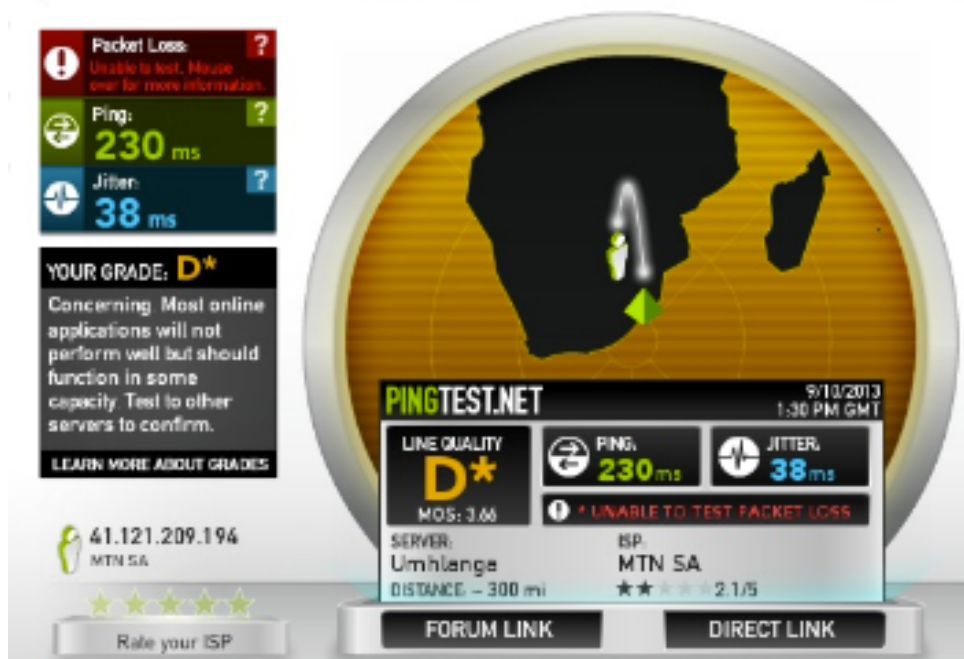 Packet Loss: ?
Unable to test. Mouse
over for more information.
Ping: ?
230 ms
Jitter: ?
38 ms
YOUR GRADE: D*
Concerning. Most online
applications will not
perform well but should
function in some
capacity. Test to other
servers to confirm.
LEARN MORE ABOUT GRADES
41.121.209.194
MTN SA
Rate your ISP
PINGTEST.NET
9/10/2013
1:30 PM GMT
LINE QUALITY
D*
MOS: 3.66
PING:
230ms
JITTER:
38ms
* UNABLE TO TEST PACKET LOSS
SERVER:
Umhlanga
DISTANCE: ~ 300 mi
ISP:
MTN SA
2.1/5
FORUM LINK
DIRECT LINK